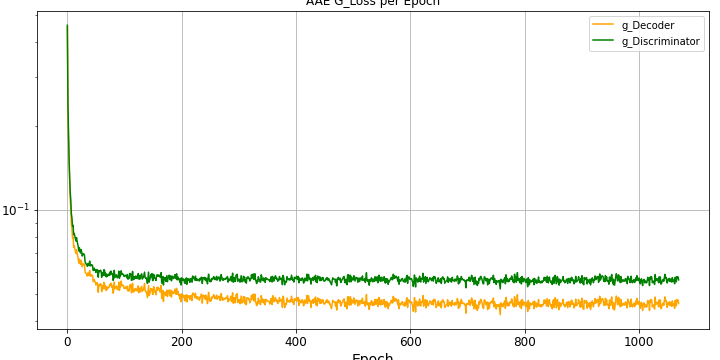 AAE G_Loss per Epoch
g_Decoder
g_Discriminator
10⁻¹
0 200 400 600 800 1000
Epoch